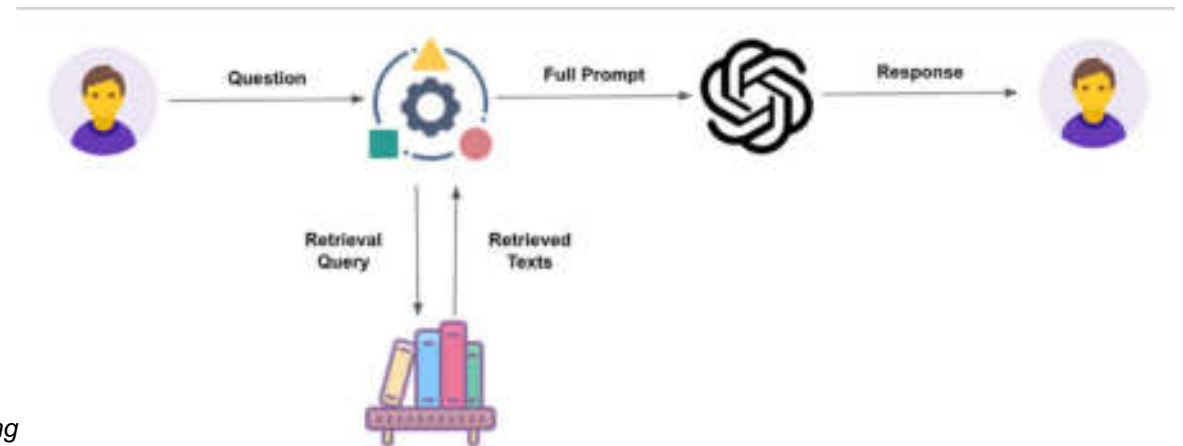 Question
Full Prompt
Response
Retrieval
Query
Retrieved
Texts